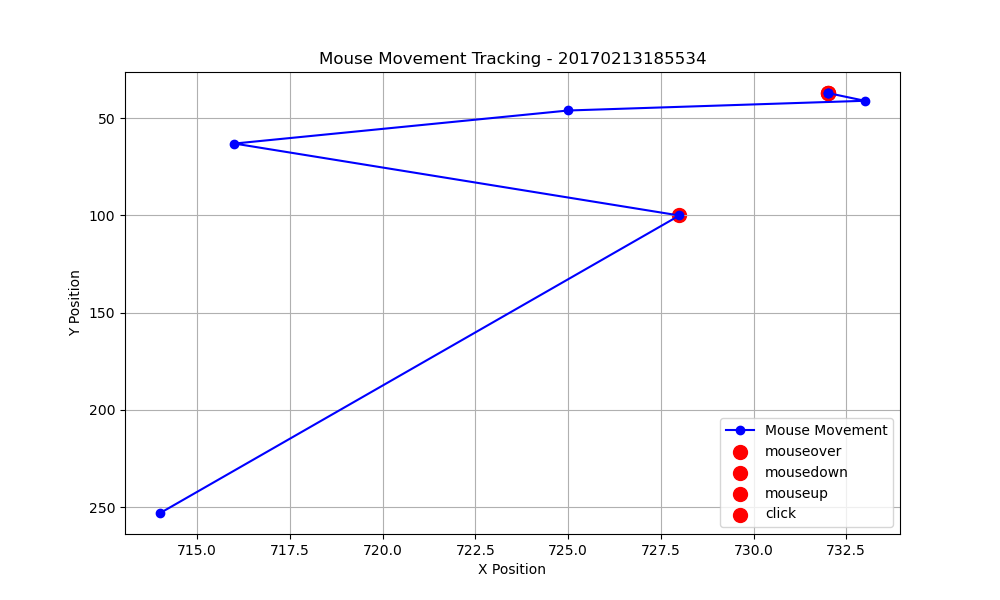 Mouse Movement Tracking - 20170213185534
50
100
150
200
250
Y Position
Mouse Movement
mouseover
mousedown
mouseup
click
715.0 717.5 720.0 722.5 725.0 727.5 730.0 732.5
X Position